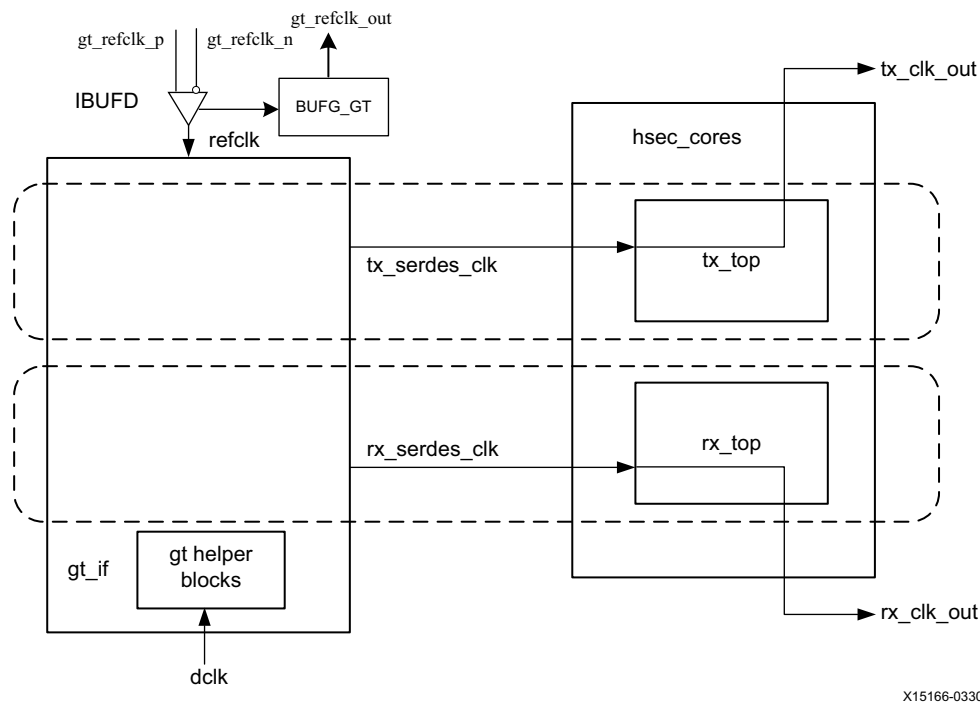 gt_refclk_out
gt_refclk_p
gt_refclk_n
tx_clk_out
IBUFD
BUFG_GT
refclk
hsec_cores
tx_serdes_clk
tx_top
rx_serdes_clk
rx_top
gt_if
gt helper
blocks
rx_clk_out
dclk
X15166-0330